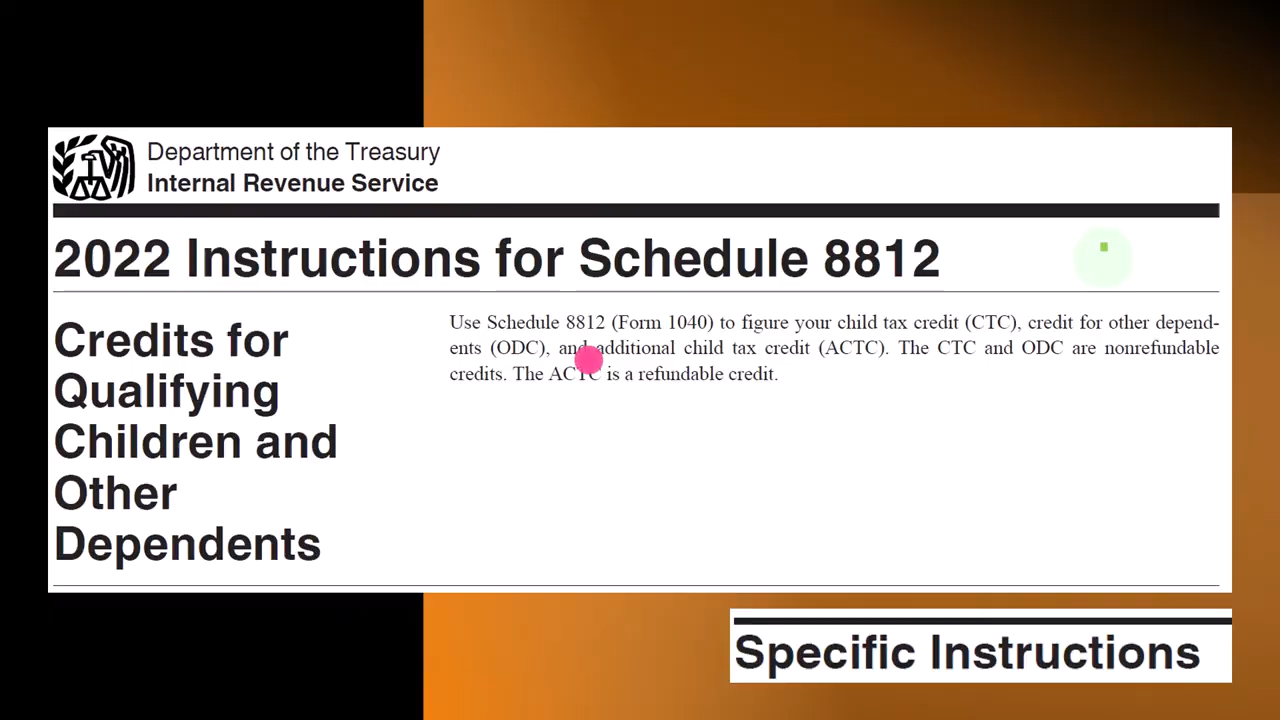 Department of the Treasury
Internal Revenue Service
2022 Instructions for Schedule 8812
Credits for
Qualifying
Children and
Other
Dependents
Use Schedule 8812 (Form 1040) to figure your child tax credit (CTC), credit for other depend-
ents (ODC), and additional child tax credit (ACTC). The CTC and ODC are nonrefundable
credits. The ACTC is a refundable credit.
Specific Instructions